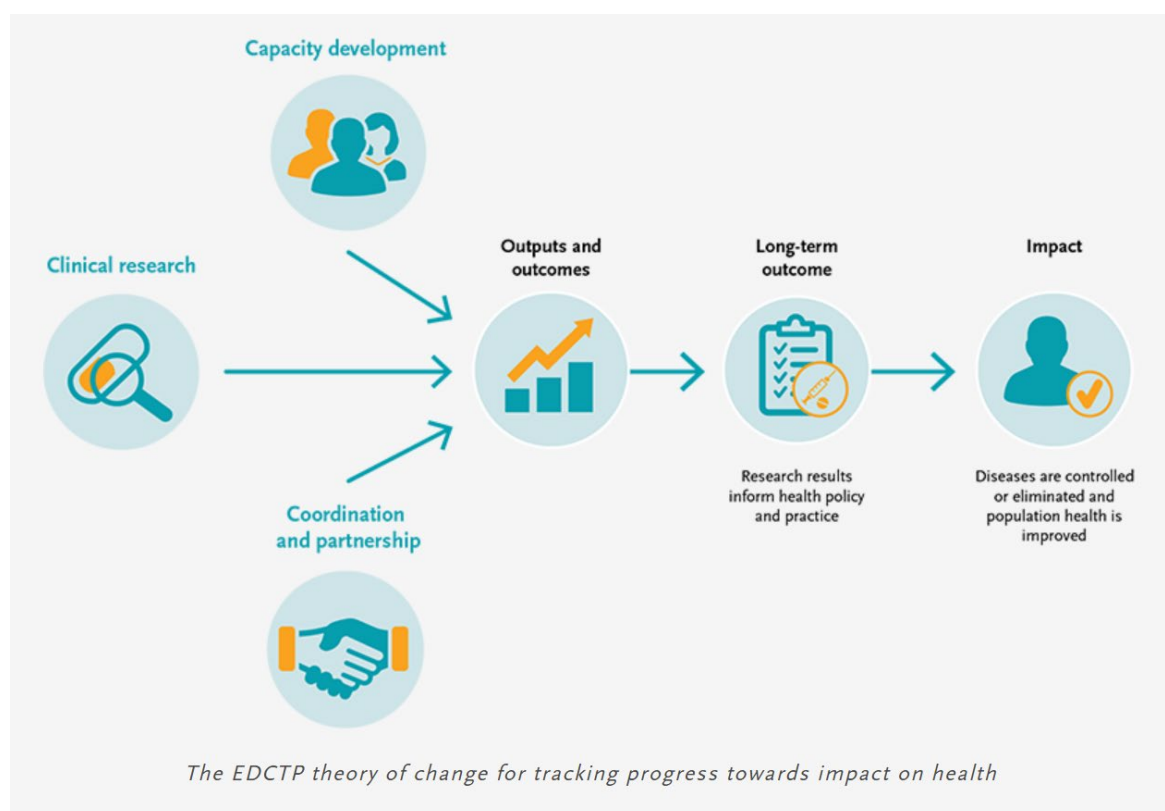 Capacity development
Clinical research
Coordination
and partnership
Outputs and
outcomes
Long-term
outcome
Research results
inform health policy
and practice
Impact
Diseases are controlled
or eliminated and
population health is
improved
The EDCTP theory of change for tracking progress towards impact on health